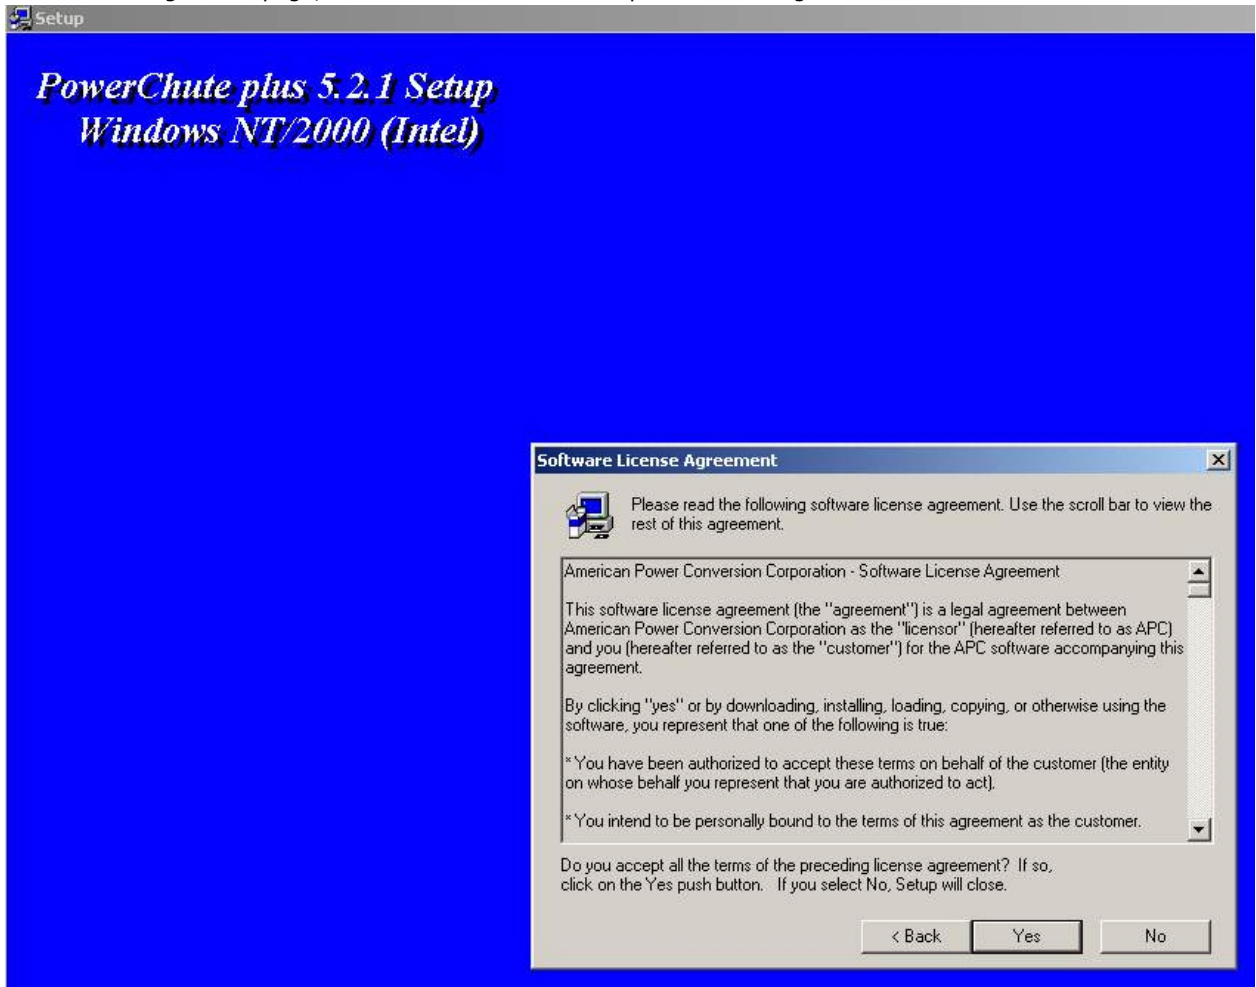 Setup
PowerChute plus 5.2.1 Setup
Windows NT/2000 (Intel)
Software License Agreement
Please read the following software license agreement. Use the scroll bar to view the
rest of this agreement.
American Power Conversion Corporation - Software License Agreement
This software license agreement (the "agreement") is a legal agreement between
American Power Conversion Corporation as the "licensor" (hereafter referred to as APC)
and you (hereafter referred to as the "customer") for the APC software accompanying this
agreement.
By clicking "yes" or by downloading, installing, loading, copying, or otherwise using the
software, you represent that one of the following is true:
* You have been authorized to accept these terms on behalf of the customer (the entity
on whose behalf you represent that you are authorized to act).
* You intend to be personally bound to the terms of this agreement as the customer.
Do you accept all the terms of the preceding license agreement? If so,
click on the Yes push button. If you select No, Setup will close.
< Back
Yes
No